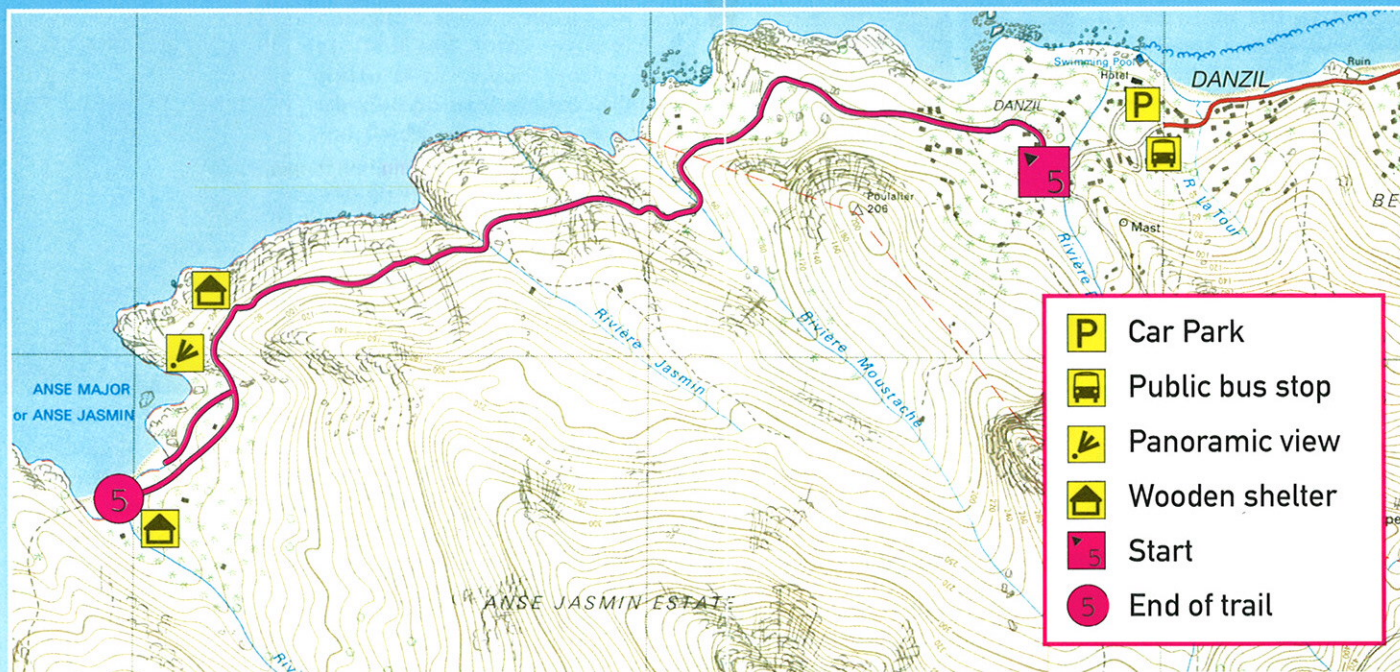 Swimming Pool
Hotel
DANZIL
Ruin
DANZIL
P
5
Poulailer
206
Mast
R La Tour
BE
Rivière
Rivière Jasmin
Rivière Moustache
ANSE MAJOR
or ANSE JASMIN
5
ANSE JASMIN ESTATE
P Car Park
Public bus stop
Panoramic view
Wooden shelter
5 Start
5 End of trail